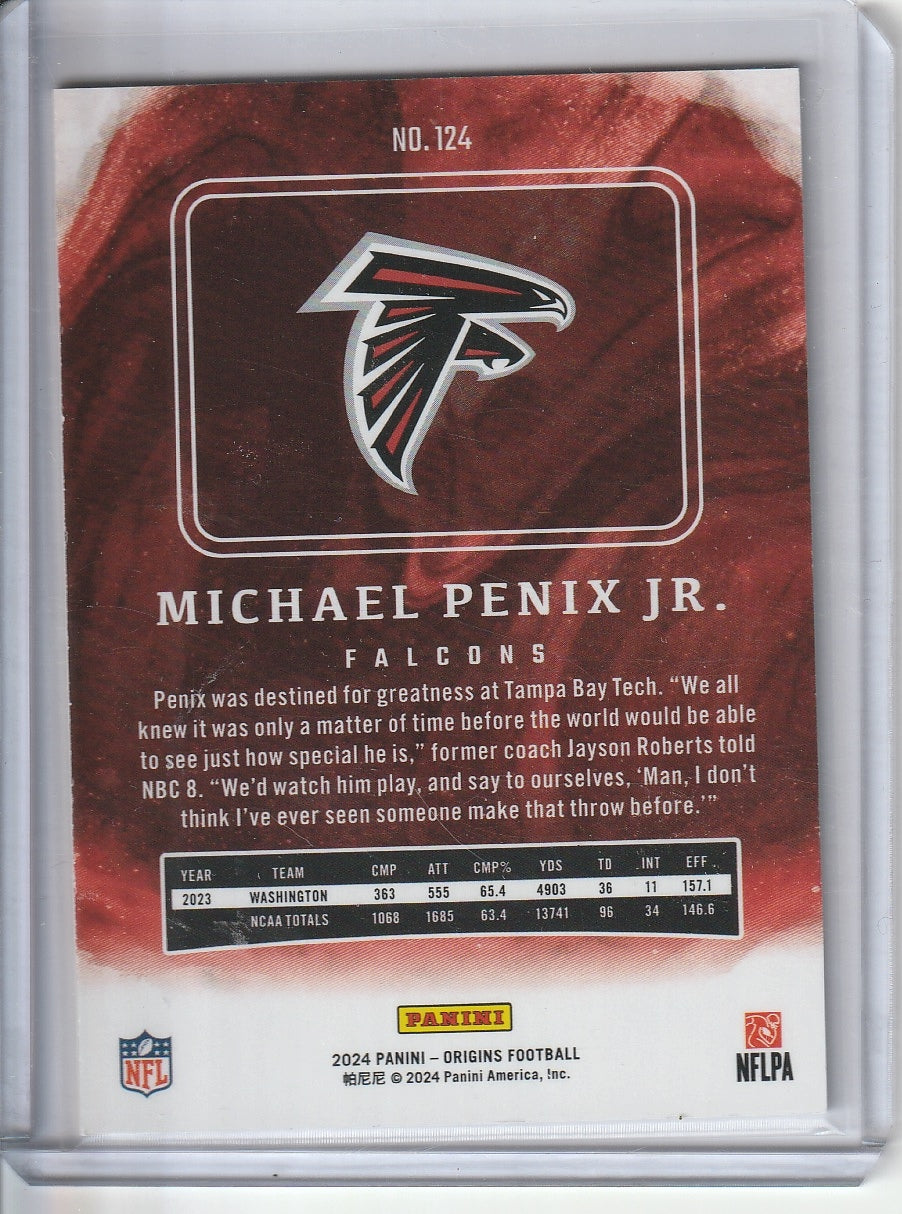 NO. 124
MICHAEL PENIX JR.
FALCONS
Penix was destined for greatness at Tampa Bay Tech. “We all
knew it was only a matter of time before the world would be able
to see just how special he is,” former coach Jayson Roberts told
NBC 8. “We’d watch him play, and say to ourselves, ‘Man, I don’t
think I’ve ever seen someone make that throw before.’”
YEAR TEAM CMP ATT CMP% YDS TD INT EFF
2023 WASHINGTON 363 555 65.4 4903 36 11 157.1
NCAA TOTALS 1068 1685 63.4 13741 96 34 146.6
PANINI
2024 PANINI – ORIGINS FOOTBALL
帕尼尼 © 2024 Panini America, Inc.
NFL
NFLPA